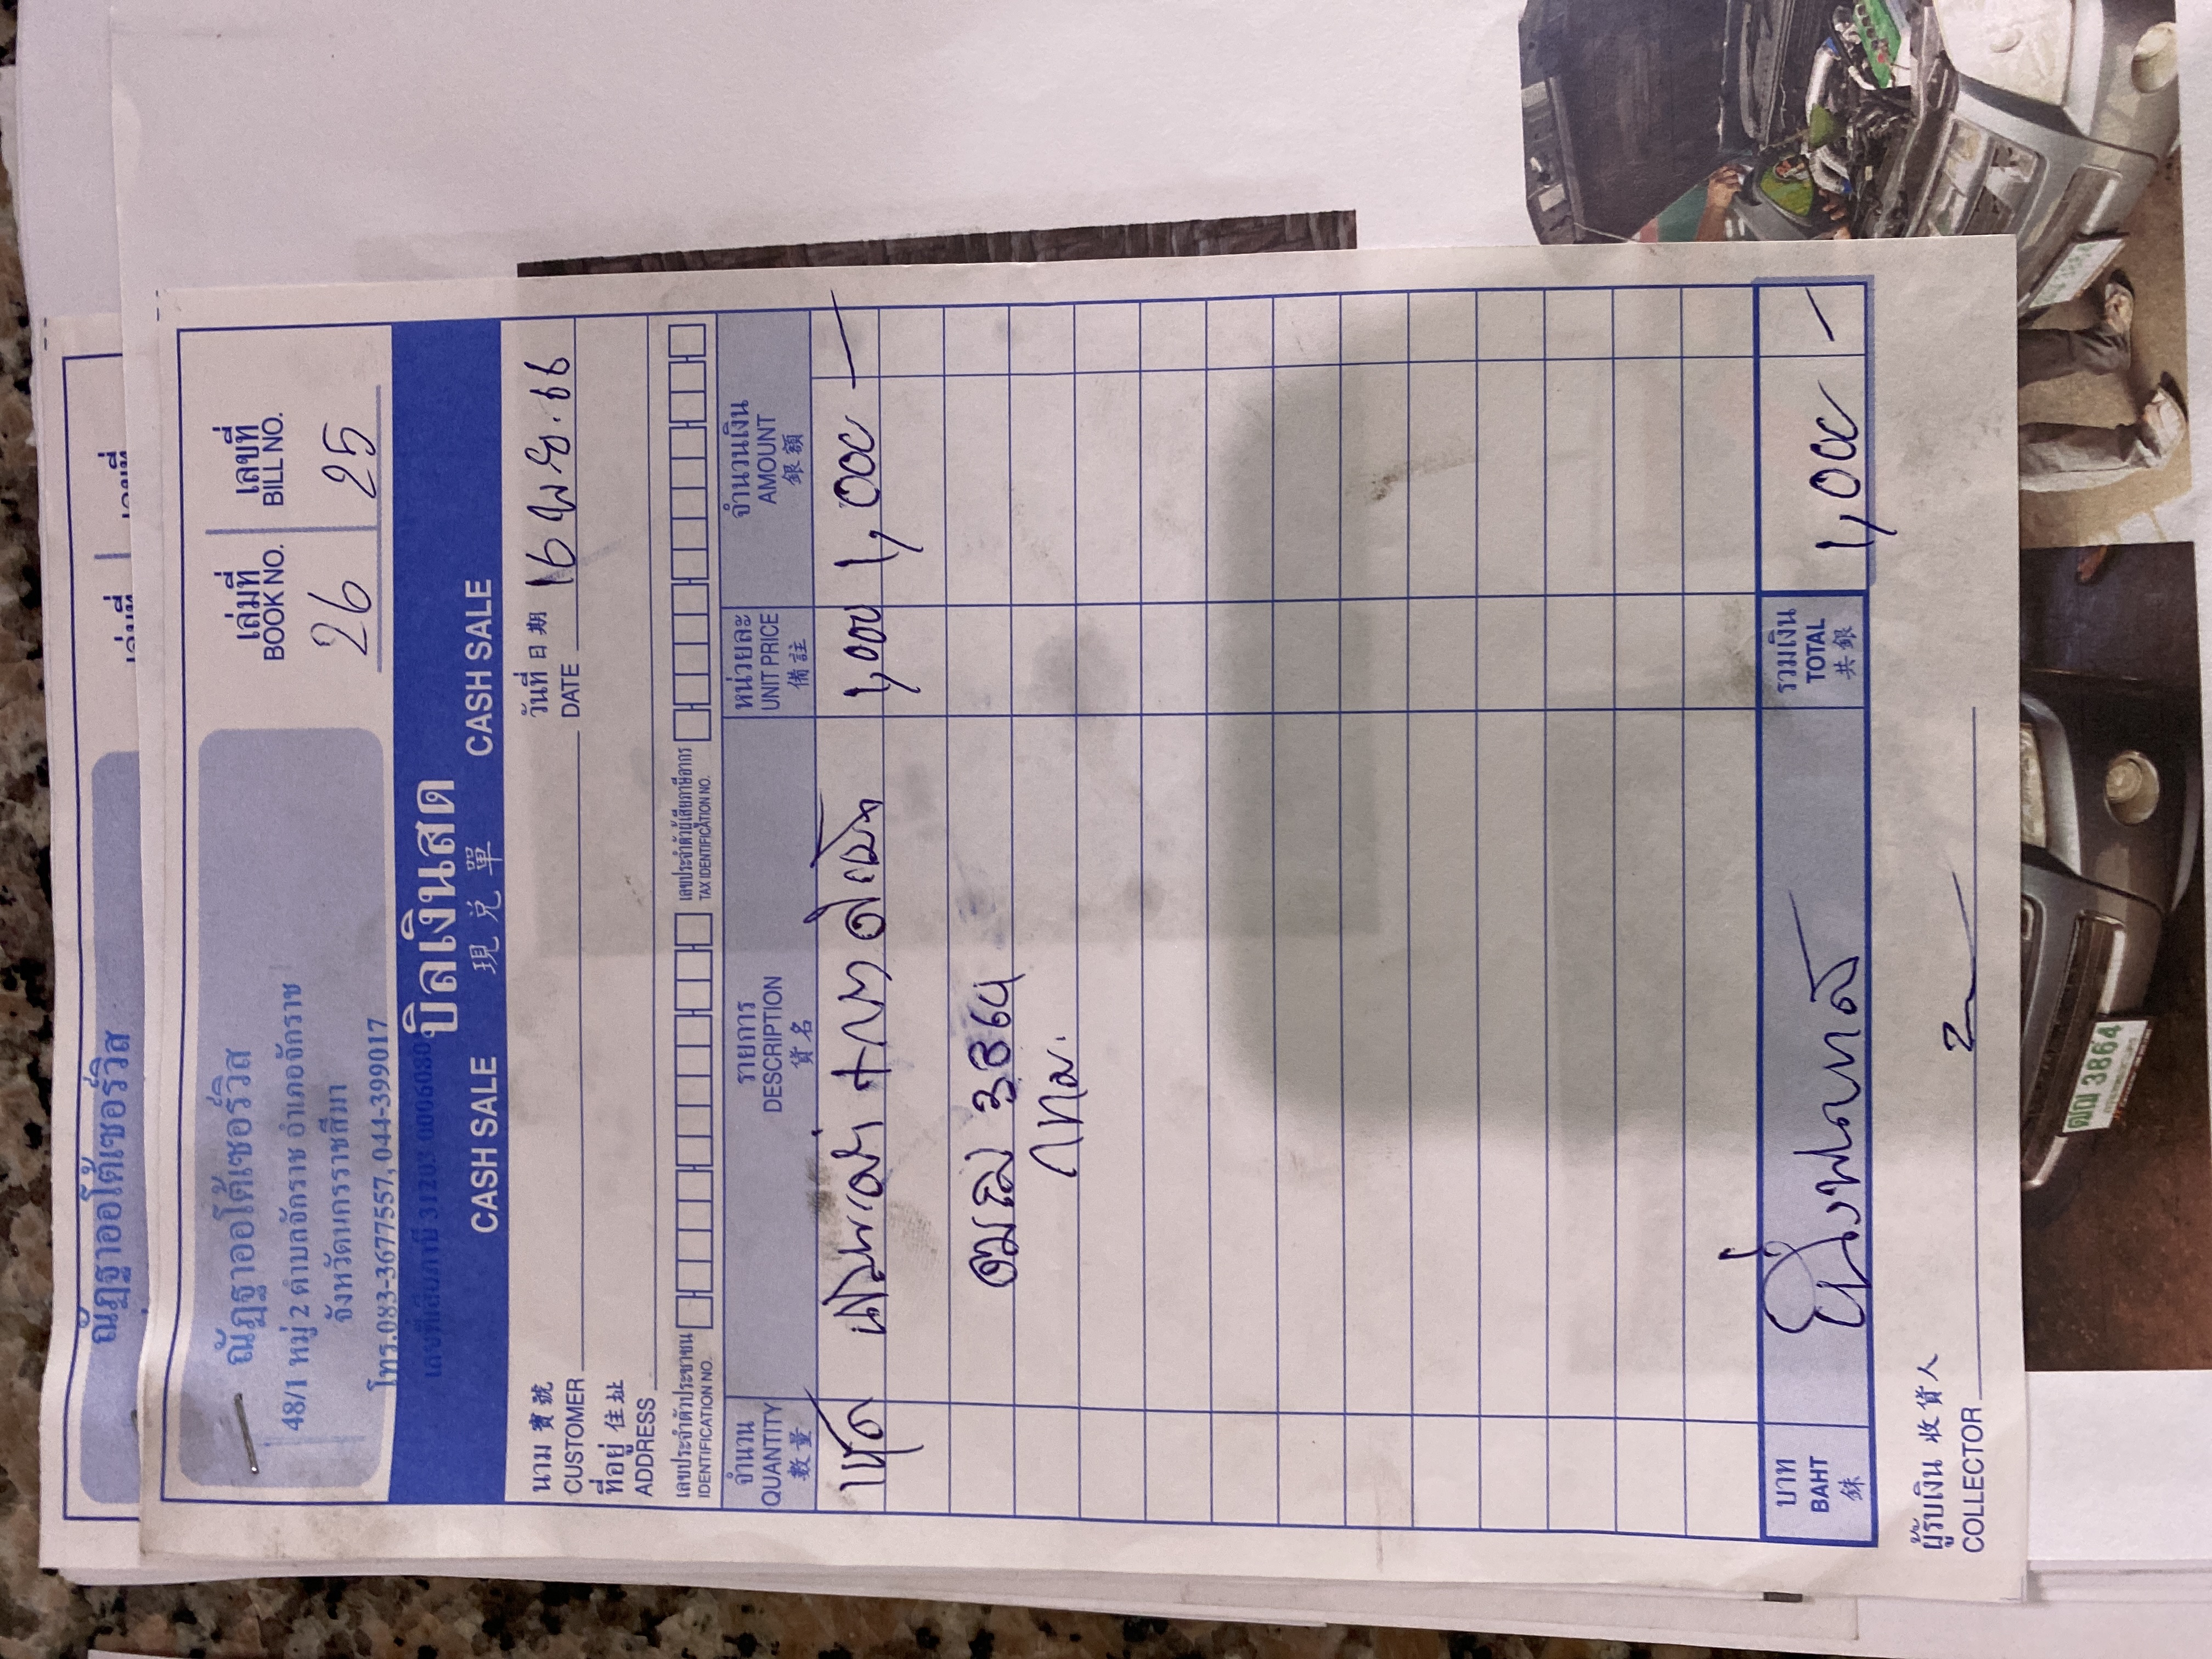 ณัฏฐาออโต้เซอร์วิส
ณัฏฐาออโต้เซอร์วิส
48/1 หมู่ 2 ตำบลจักราช อำเภอจักราช
จังหวัดนครราชสีมา
โทร.083-3677557, 044-399017
เล่มที่ เลขที่
BOOK NO. BILL NO.
26 25
บิลเงินสด
CASH SALE 現兌單 CASH SALE
นาม 寶號 วันที่ 日期 16 พ.ย. 66
CUSTOMER DATE
ที่อยู่ 住址
ADDRESS
เลขประจำตัวประชาชน เลขประจำตัวผู้เสียภาษีอากร
IDENTIFICATION NO. TAX IDENTIFICATION NO.
จำนวน รายการ หน่วยละ จำนวนเงิน
QUANTITY DESCRIPTION UNIT PRICE AMOUNT
數量 貨名 備註 銀額
1 ชุด 1,000 1,000 -
3864
กทม.
บาท รวมเงิน
BAHT หนึ่งพันบาท TOTAL 1,000 -
銖 共銀
ผู้รับเงิน 收貨人
COLLECTOR
3864